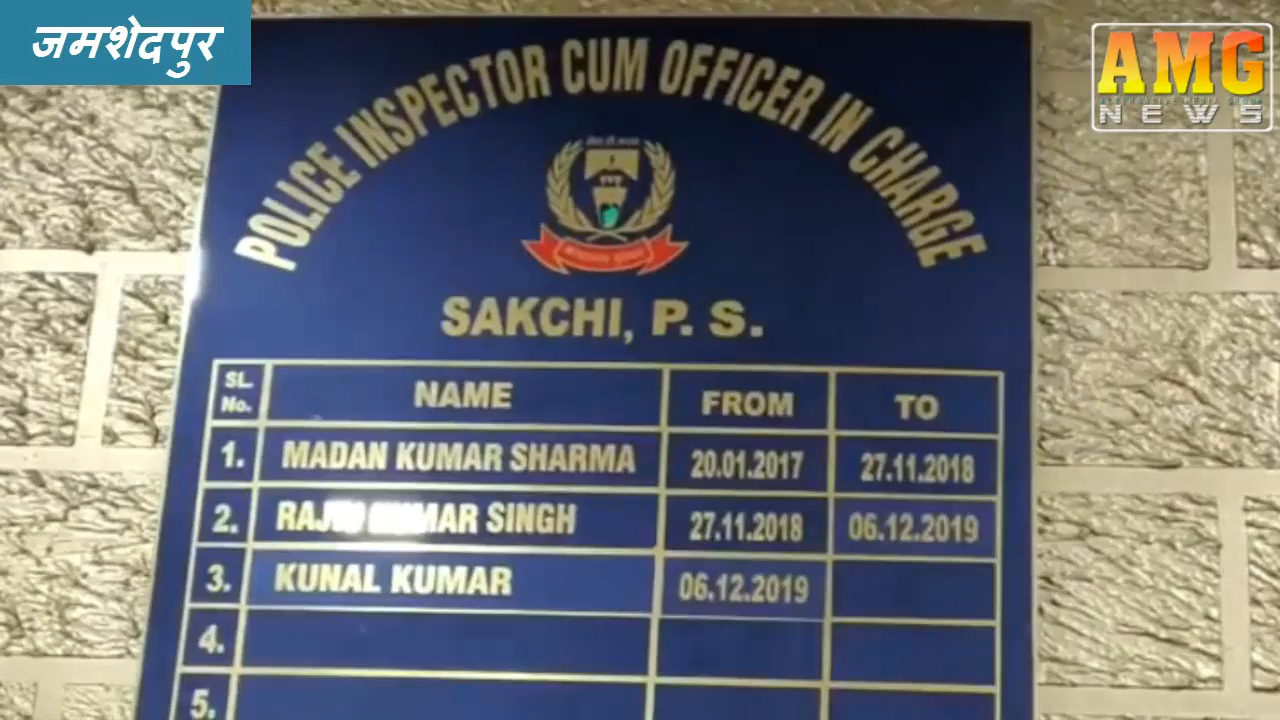 जमशेदपुर
AMG
NEWS
POLICE INSPECTOR CUM OFFICER IN CHARGE
SAKCHI, P. S.
SL. No. NAME FROM TO
1. MADAN KUMAR SHARMA 20.01.2017 27.11.2018
2. SINGH 27.11.2018 06.12.2019
3. KUNAL KUMAR 06.12.2019
4.
5.